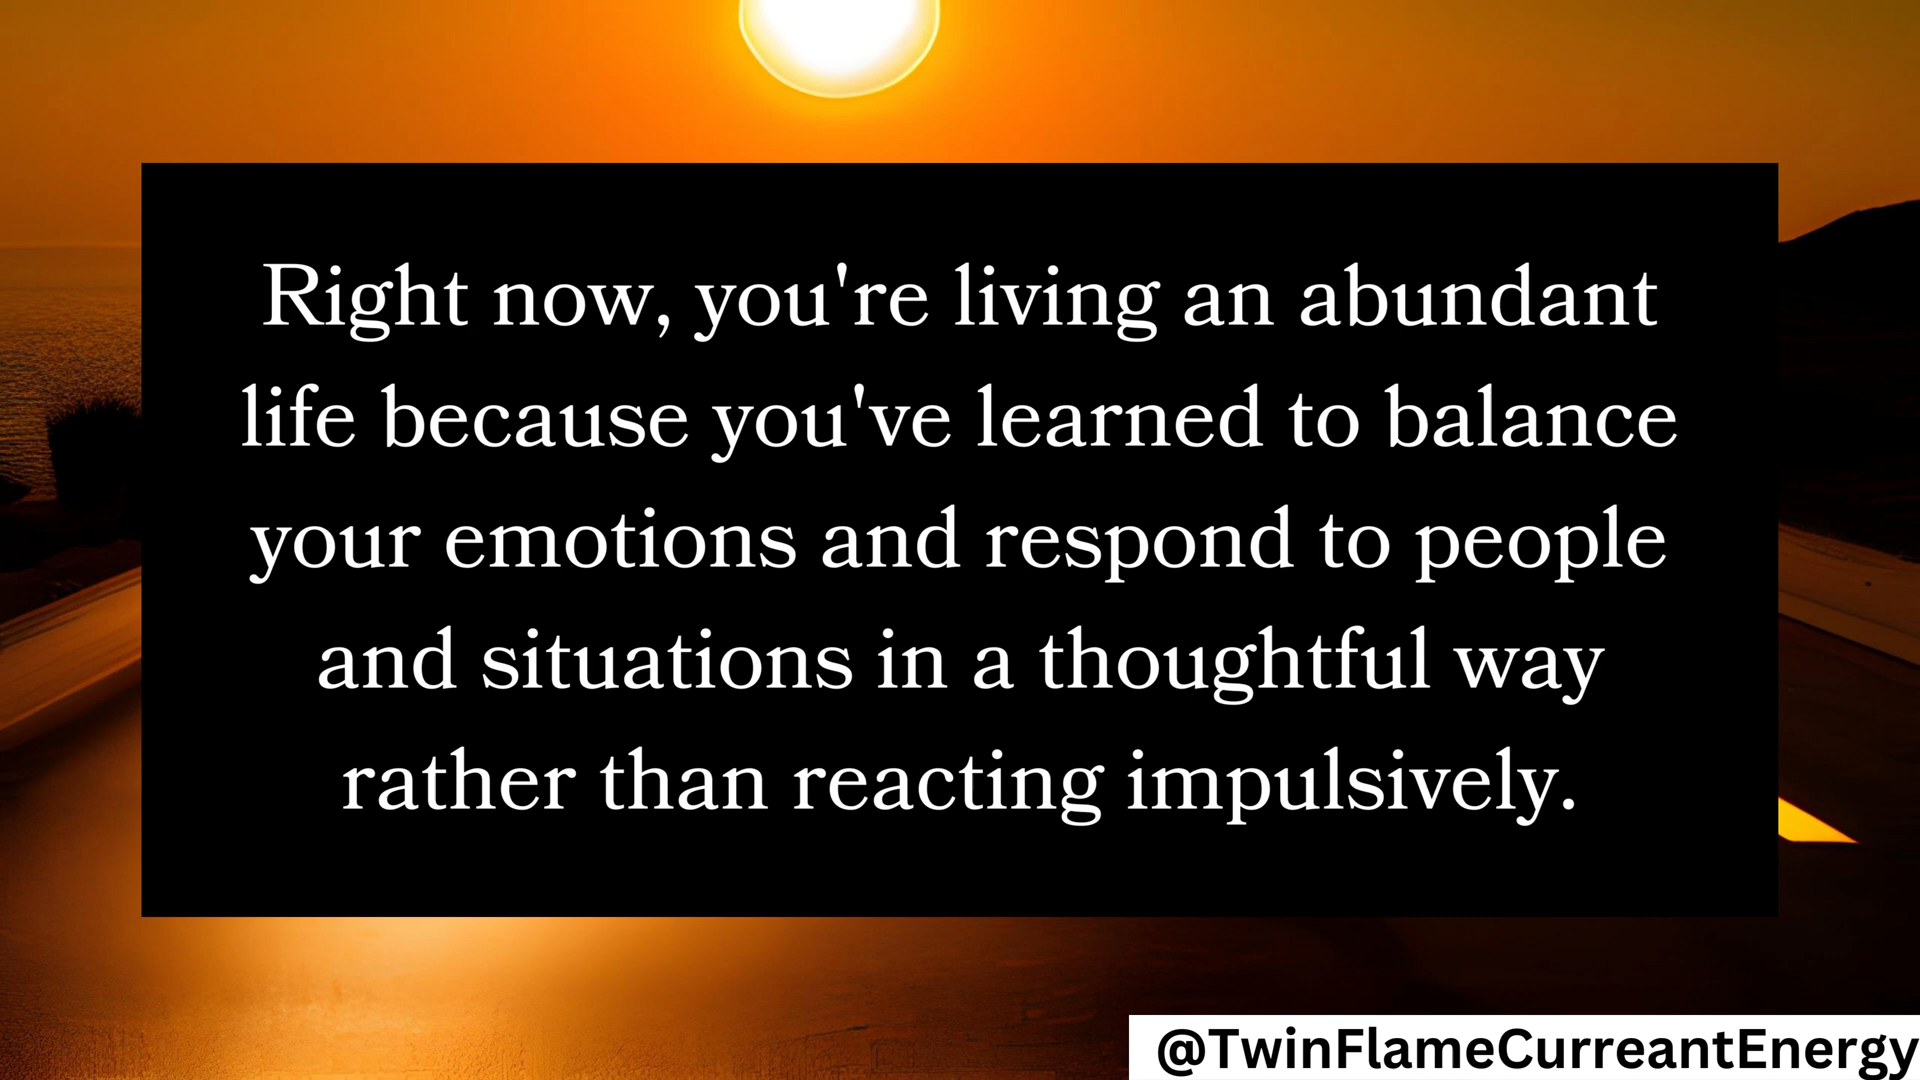 Right now, you're living an abundant
life because you've learned to balance
your emotions and respond to people
and situations in a thoughtful way
rather than reacting impulsively.
@TwinFlameCurreantEnergy